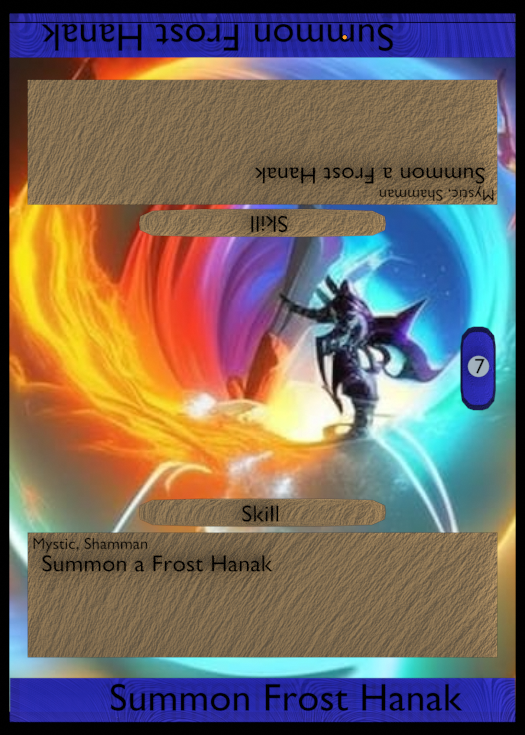 Summon Frost Hanak
Summon a Frost Hanak
Mystic, Shamman
Skill
7
Skill
Mystic, Shamman
Summon a Frost Hanak
Summon Frost Hanak